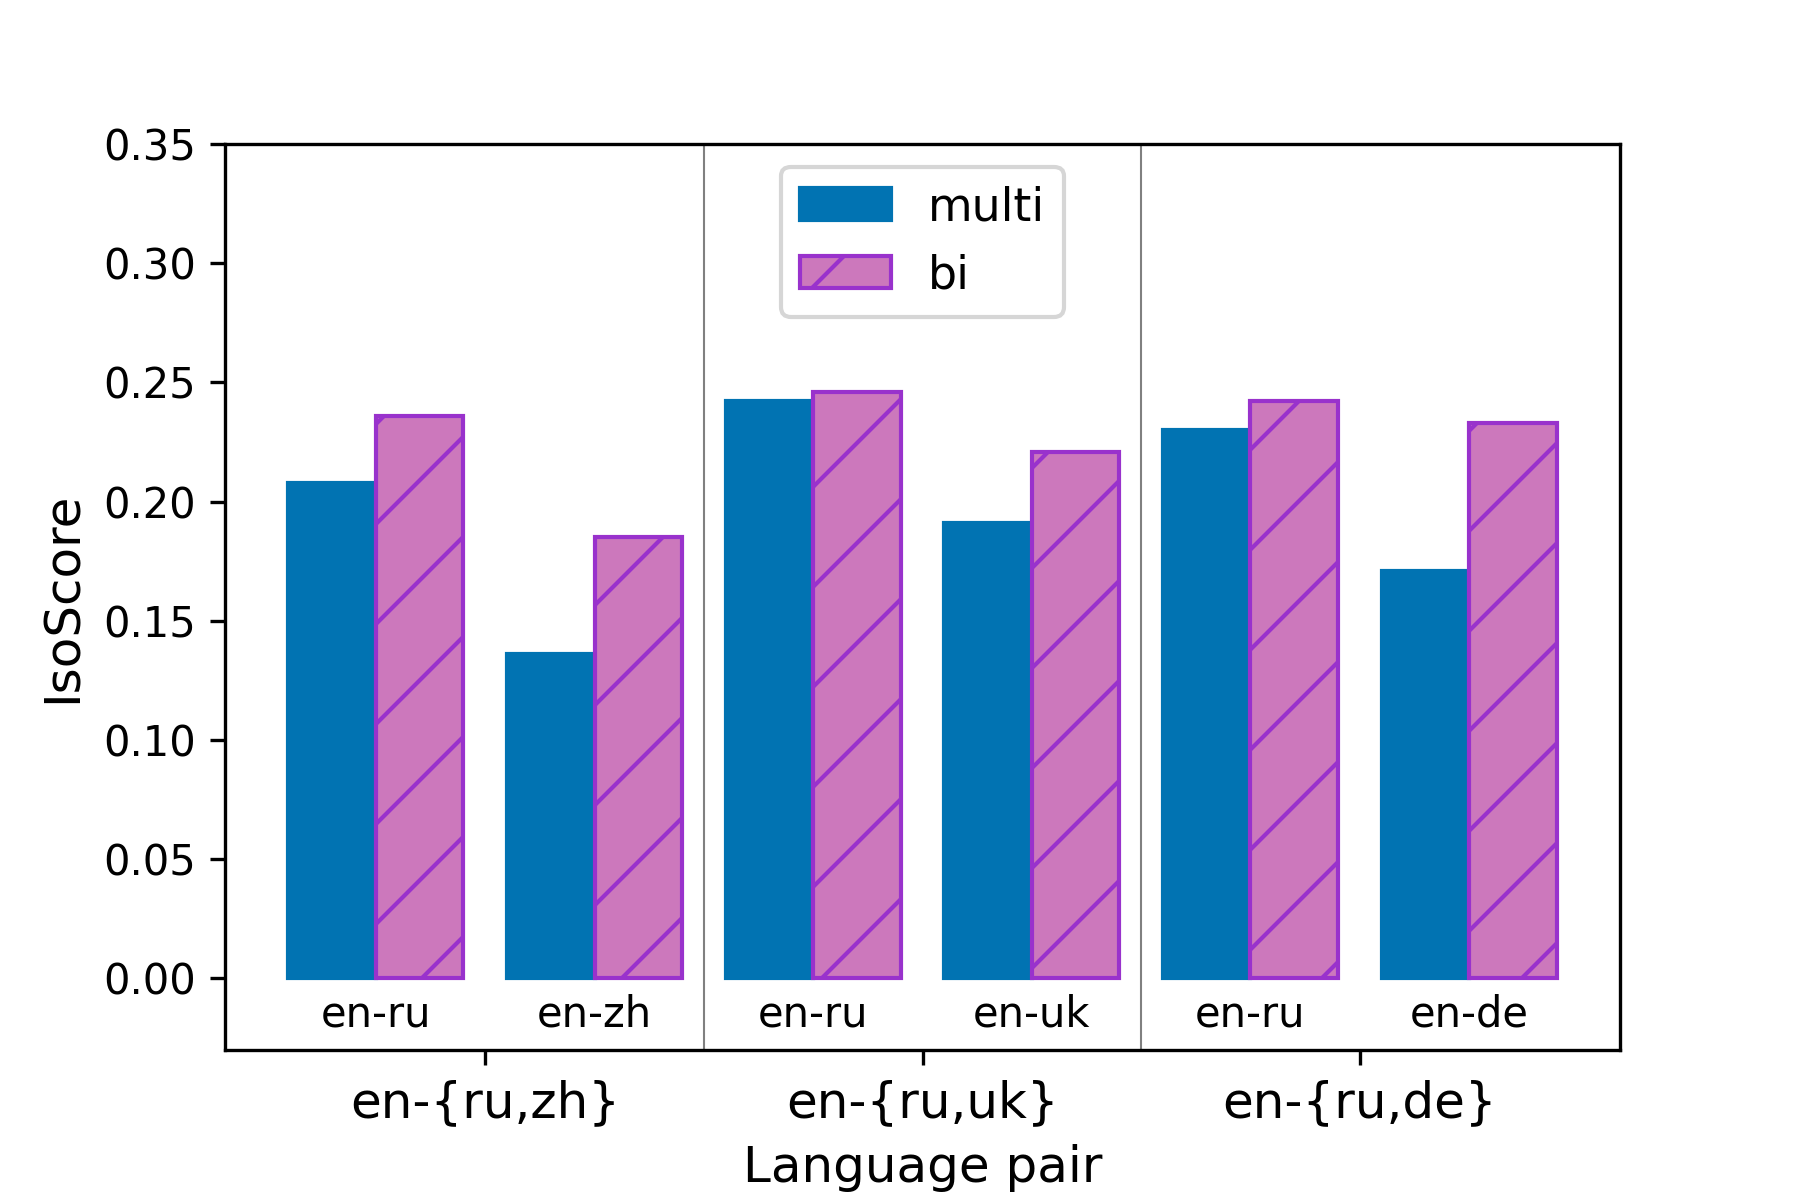 0.35
0.30
0.25
0.20
0.15
0.10
0.05
0.00
IsoScore
multi
bi
en-ru en-zh en-ru en-uk en-ru en-de
en-{ru,zh} en-{ru,uk} en-{ru,de}
Language pair